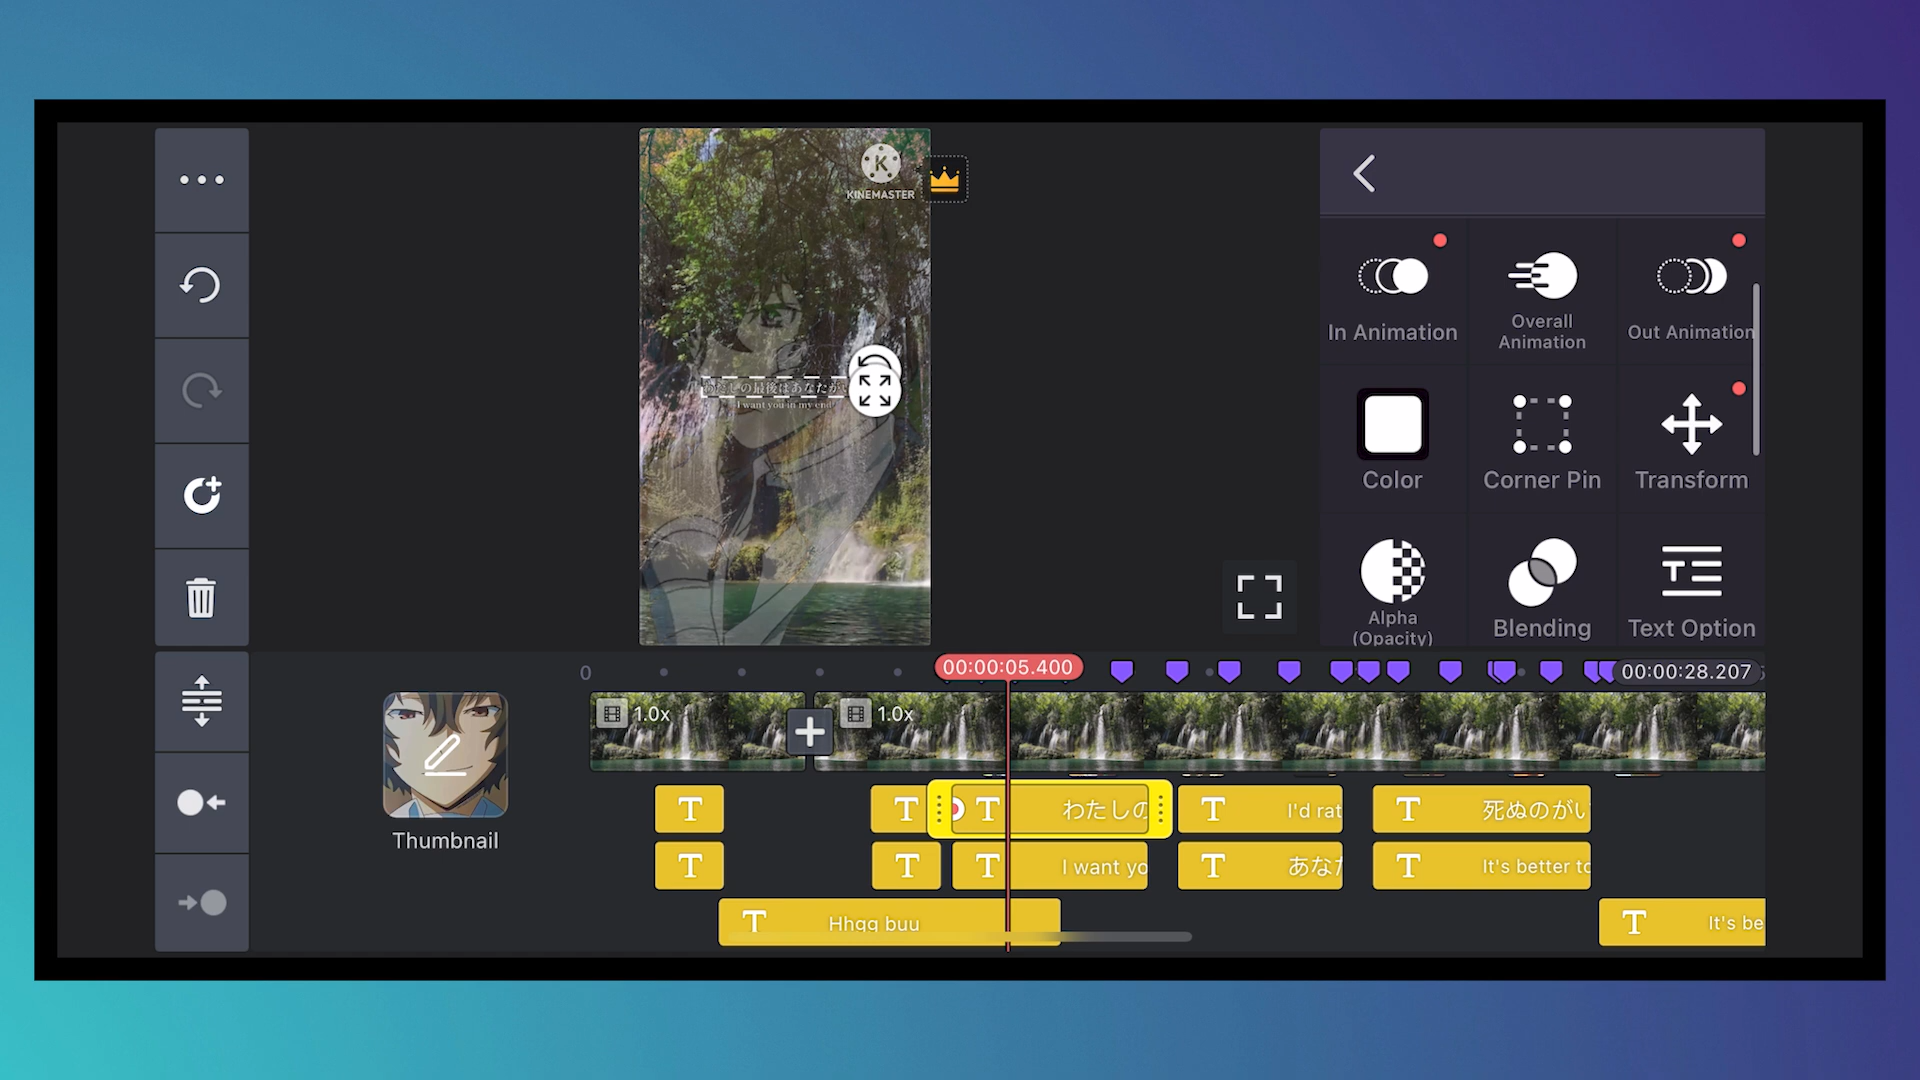 KINEMASTER
わたしの最後はあなたがい
I want you in my end
In Animation
Overall
Animation
Out Animation
Color
Corner Pin
Transform
Alpha
(Opacity)
Blending
Text Option
0
00:00:05.400
00:00:28.207
1.0x
1.0x
Thumbnail
T
T
T わたしの
T I'd rat
T 死ぬのがい
T
T
T I want yo
T あなた
T It's better to
T Hhgg buu
T It's be